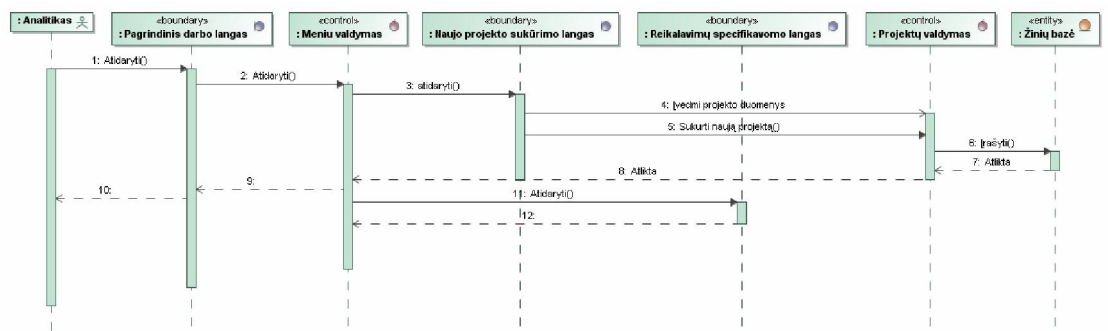 : Analitikas
«boundary»
: Pagrindinis darbo langas
«control»
: Meniu valdymas
«boundary»
: Naujo projekto sukūrimo langas
«boundary»
: Reikalavimų specifikavomo langas
«control»
: Projektų valdymas
«entity»
: Žinių bazė
1: Atidaryti()
2: Atidaryti()
3: atidaryti()
4: Įvedmi projekto duomenys
5: Sukurti naują projektą()
6: Įrašyti()
7: Atlikta
8: Atlikta
9:
10:
11: Atidaryti()
12: